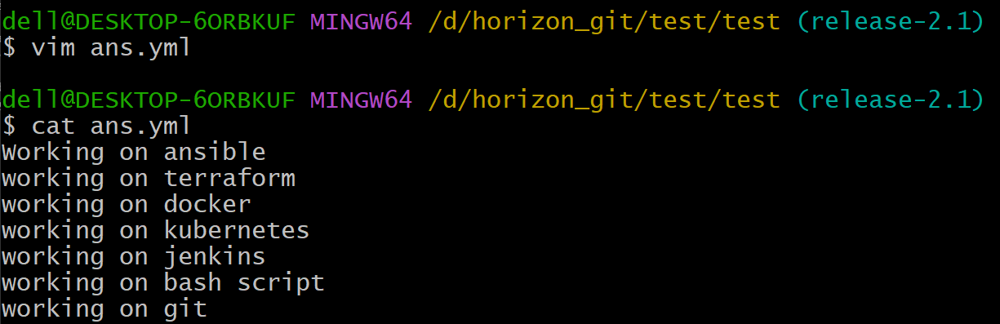 dell@DESKTOP-6ORBKUF MINGW64 /d/horizon_git/test/test (release-2.1)
$ vim ans.yml
dell@DESKTOP-6ORBKUF MINGW64 /d/horizon_git/test/test (release-2.1)
$ cat ans.yml
Working on ansible
working on terraform
working on docker
working on kubernetes
working on jenkins
working on bash script
working on git